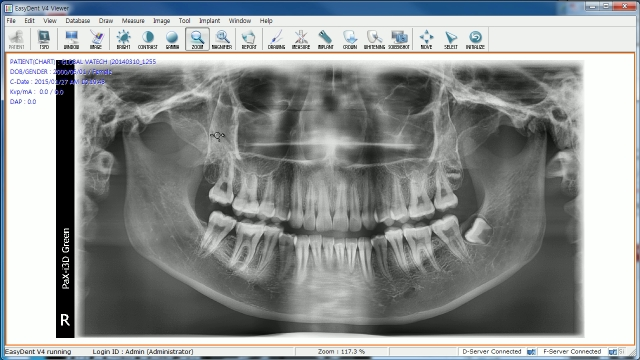 EasyDent V4 Viewer
File Edit View Database Draw Measure Image Tool Implant Window Help
PATIENT TSPD WINDOW IMAGE BRIGHT CONTRAST GAMMA ZOOM MAGNIFIER REPORT DRAWING MEASURE IMPLANT CROWN WHITENING SCREENSHOT MOVE SELECT INITIALIZE
PATIENT(CHART) : GLOBAL VATECH (20140310_1255
DOB/GENDER : 2000/06/01 / Female
C-Date : 2015/01/27 AM
Kvp/mA : 0.0 / 0.0
DAP : 0.0
PaX-i3D Green
R
EasyDent V4 running Login ID : Admin (Administrator) Zoom : 117.3 % D-Server Connected F-Server Connected